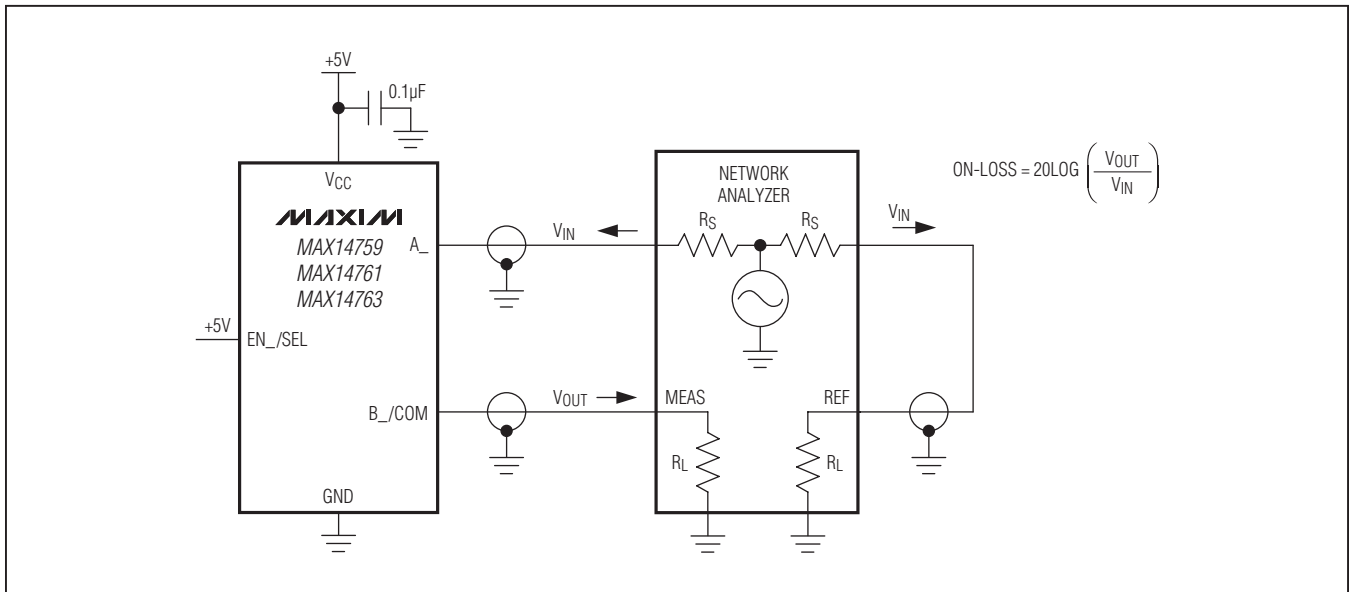 +5V
0.1µF
VCC
MAXIM
MAX14759
MAX14761
MAX14763
A_
+5V
EN_/SEL
B_/COM
GND
VIN
VOUT
NETWORK
ANALYZER
RS RS
MEAS REF
RL RL
VIN
ON-LOSS = 20LOG (VOUT
VIN)